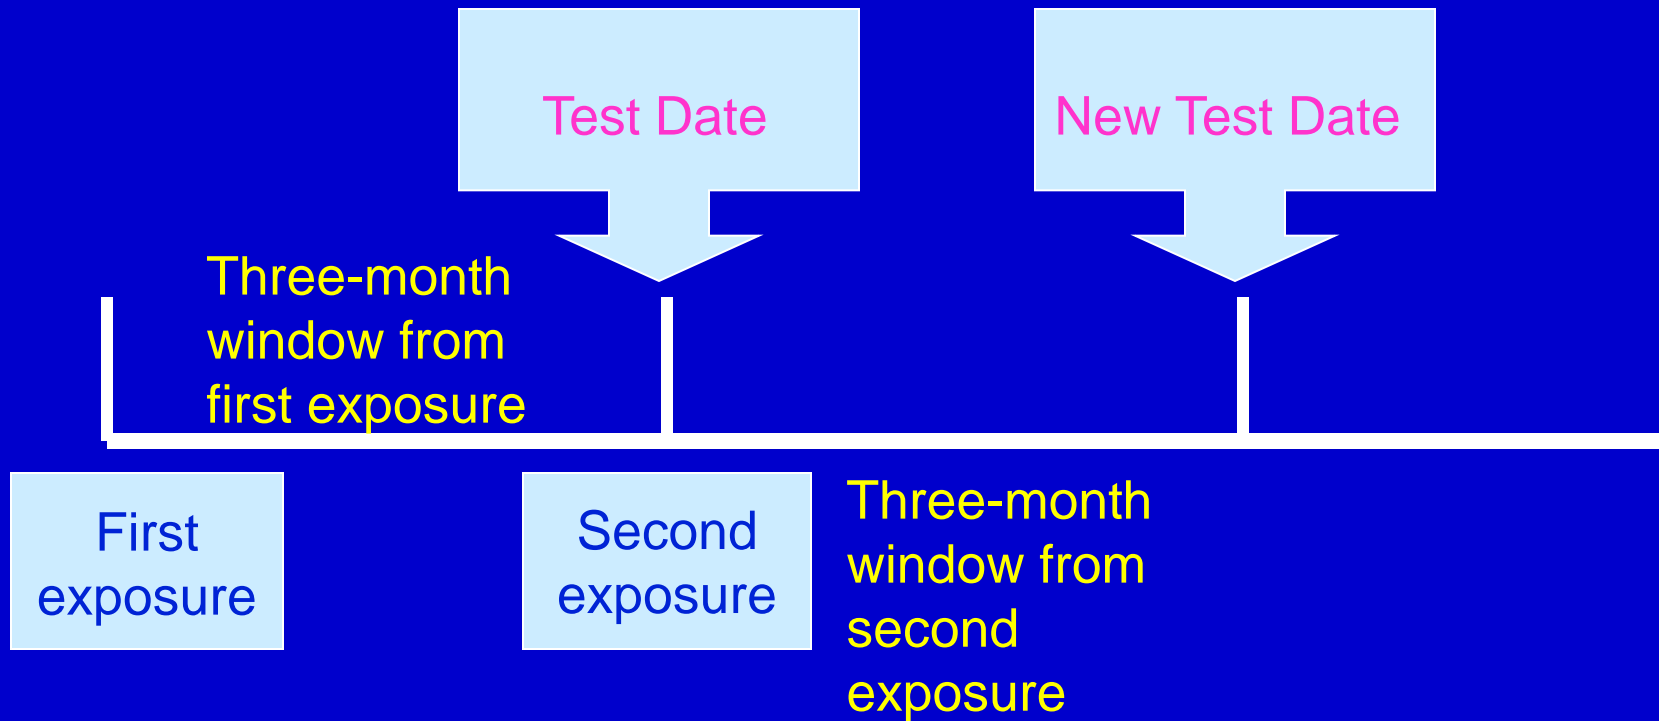 Test Date
New Test Date
Three-month
window from
first exposure
First
exposure
Second
exposure
Three-month
window from
second
exposure